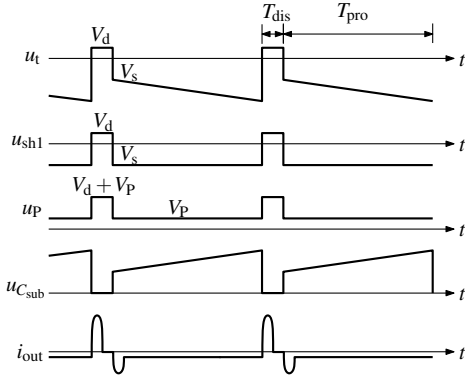 T_dis T_pro
V_d
u_t t
V_s
V_d
u_sh1 t
V_s
V_d + V_P
u_P V_P
t
u_C_sub t
i_out t